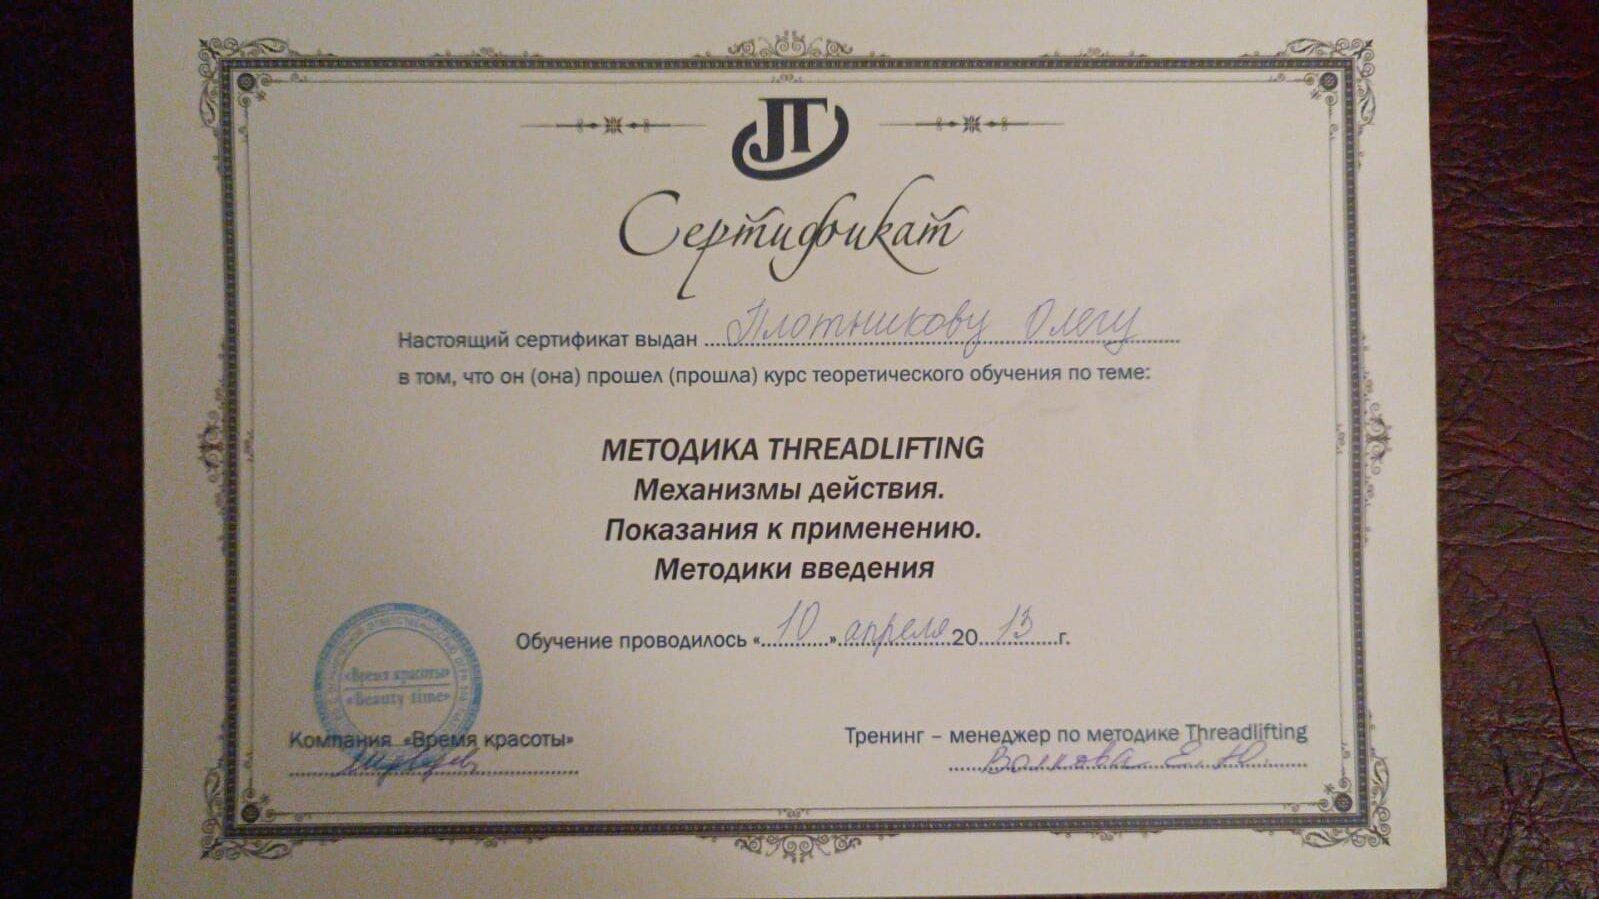 JT
Сертификат
Настоящий сертификат выдан Плотникову Олегу
в том, что он (она) прошел (прошла) курс теоретического обучения по теме:
МЕТОДИКА THREADLIFTING
Механизмы действия.
Показания к применению.
Методики введения
Обучение проводилось «10» апреля 2013 г.
«Время красоты»
«Beauty time»
Компания «Время красоты»
Тренинг – менеджер по методике Threadlifting
Волкова Е. Ю.